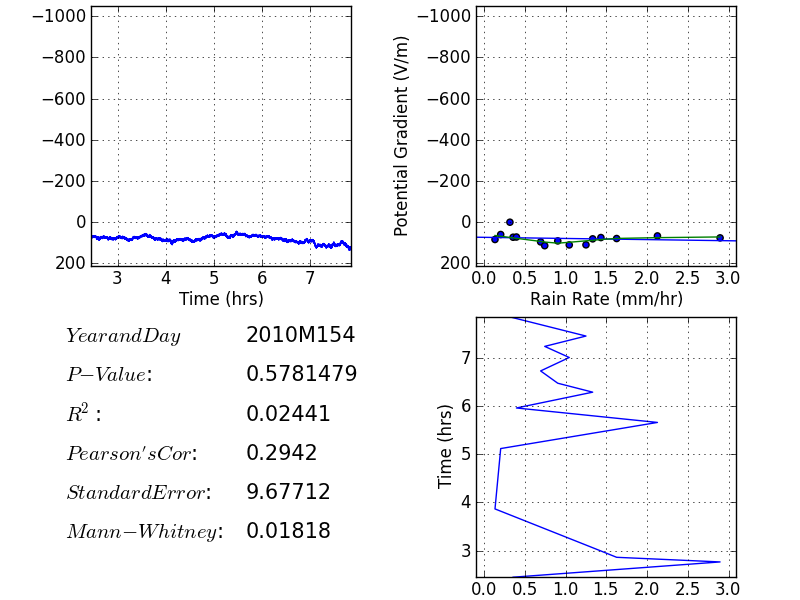 −1000
−800
−600
−400
−200
0
200
3 4 5 6 7
Time (hrs)
Potential Gradient (V/m)
−1000
−800
−600
−400
−200
0
200
0.0 0.5 1.0 1.5 2.0 2.5 3.0
Rain Rate (mm/hr)
YearandDay 2010M154
P−Value: 0.5781479
R²: 0.02441
Pearson'sCor: 0.2942
StandardError: 9.67712
Mann−Whitney: 0.01818
Time (hrs)
7
6
5
4
3
0.0 0.5 1.0 1.5 2.0 2.5 3.0